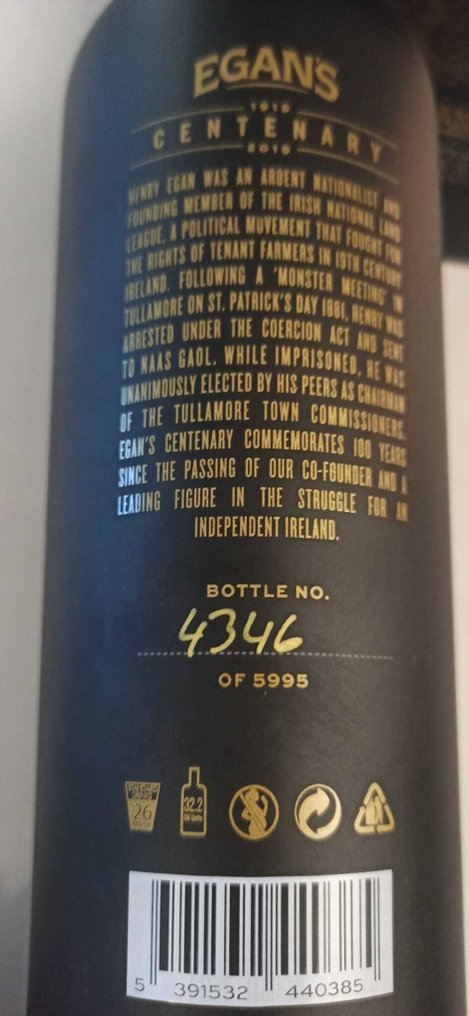 EGAN'S
1919
CENTENARY
2019
HENRY EGAN WAS AN ARDENT NATIONALIST AND
FOUNDING MEMBER OF THE IRISH NATIONAL LAND
LEAGUE, A POLITICAL MOVEMENT THAT FOUGHT FOR
THE RIGHTS OF TENANT FARMERS IN 19TH CENTURY
IRELAND. FOLLOWING A 'MONSTER MEETING' IN
TULLAMORE ON ST. PATRICK'S DAY 1881, HENRY WAS
ARRESTED UNDER THE COERCION ACT AND SENT
TO NAAS GAOL. WHILE IMPRISONED, HE WAS
UNANIMOUSLY ELECTED BY HIS PEERS AS CHAIRMAN
OF THE TULLAMORE TOWN COMMISSIONERS.
EGAN'S CENTENARY COMMEMORATES 100 YEARS
SINCE THE PASSING OF OUR CO-FOUNDER AND A
LEADING FIGURE IN THE STRUGGLE FOR AN
INDEPENDENT IRELAND.
BOTTLE NO.
4346
OF 5995
STANDARD
DRINKS
26
32.2
UK Units
5 391532 440385